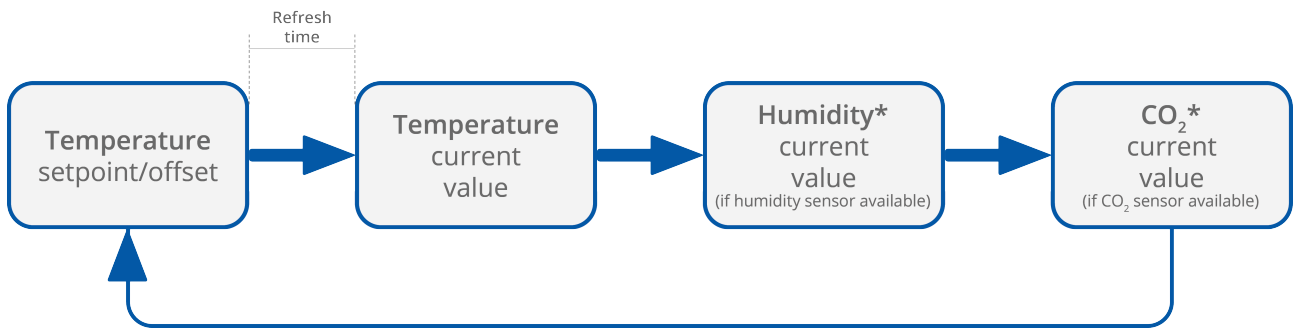 Refresh
time
Temperature
setpoint/offset
Temperature
current
value
Humidity*
current
value
(if humidity sensor available)
CO₂*
current
value
(if CO₂ sensor available)